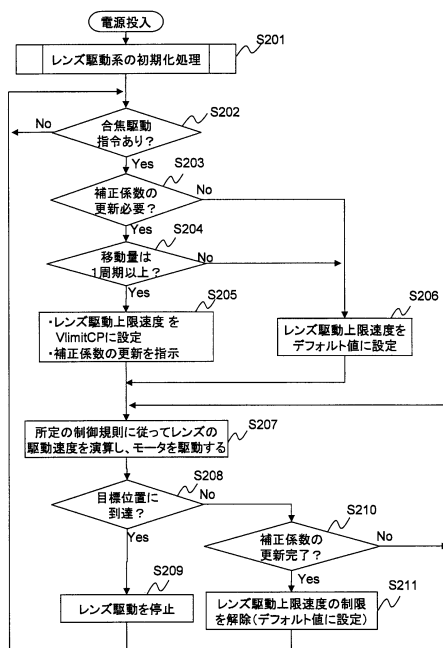 電源投入
S201
レンズ駆動系の初期化処理
S202
No
合焦駆動
指令あり？
Yes
S203
補正係数の
更新必要？
No
Yes
S204
移動量は
1周期以上？
No
Yes
S205
・レンズ駆動上限速度 を
VlimitCPに設定
・補正係数の更新を指示
S206
レンズ駆動上限速度を
デフォルト値に設定
所定の制御規則に従ってレンズの
駆動速度を演算し、モータを駆動する
S207
S208
目標位置に
到達？
No
Yes
S210
補正係数の
更新完了？
No
Yes
S209
レンズ駆動を停止
S211
レンズ駆動上限速度の制限
を解除(デフォルト値に設定)